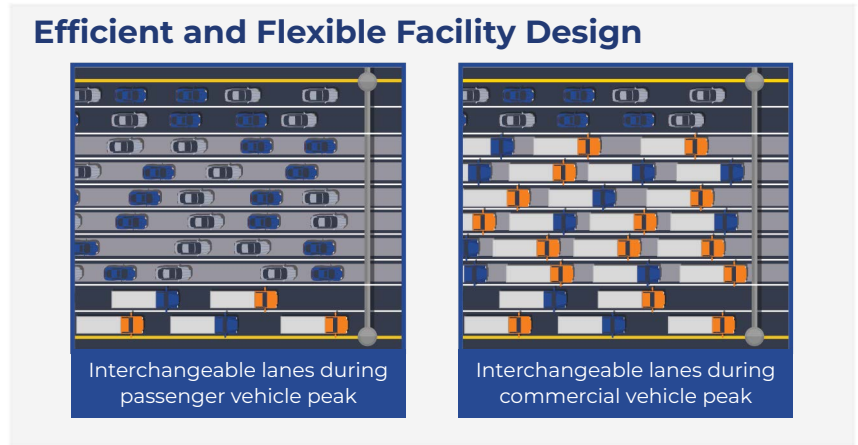 Efficient and Flexible Facility Design
Interchangeable lanes during
passenger vehicle peak
Interchangeable lanes during
commercial vehicle peak